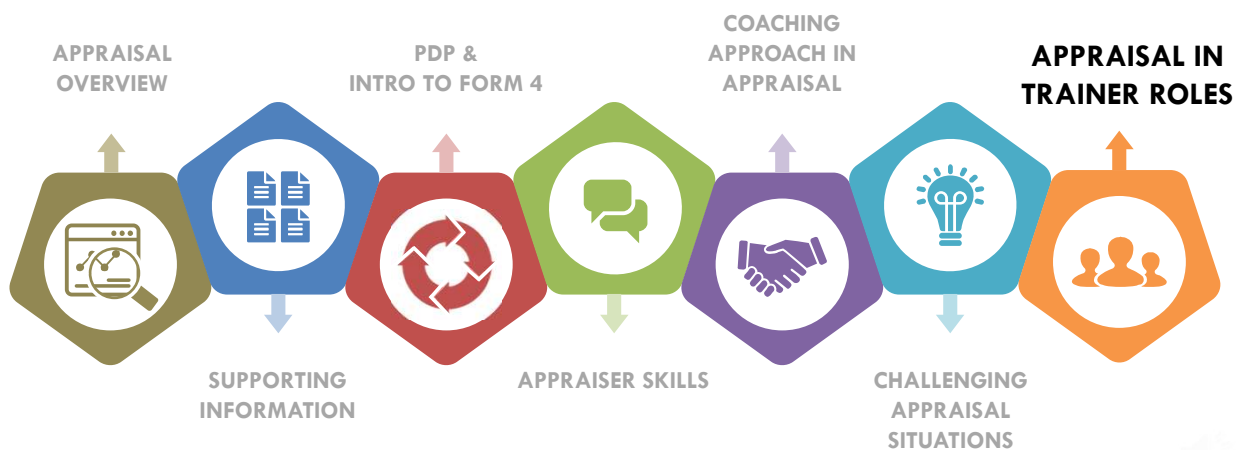 APPRAISAL
OVERVIEW
SUPPORTING
INFORMATION
PDP &
INTRO TO FORM 4
APPRAISER SKILLS
COACHING
APPROACH IN
APPRAISAL
CHALLENGING
APPRAISAL
SITUATIONS
APPRAISAL IN
TRAINER ROLES